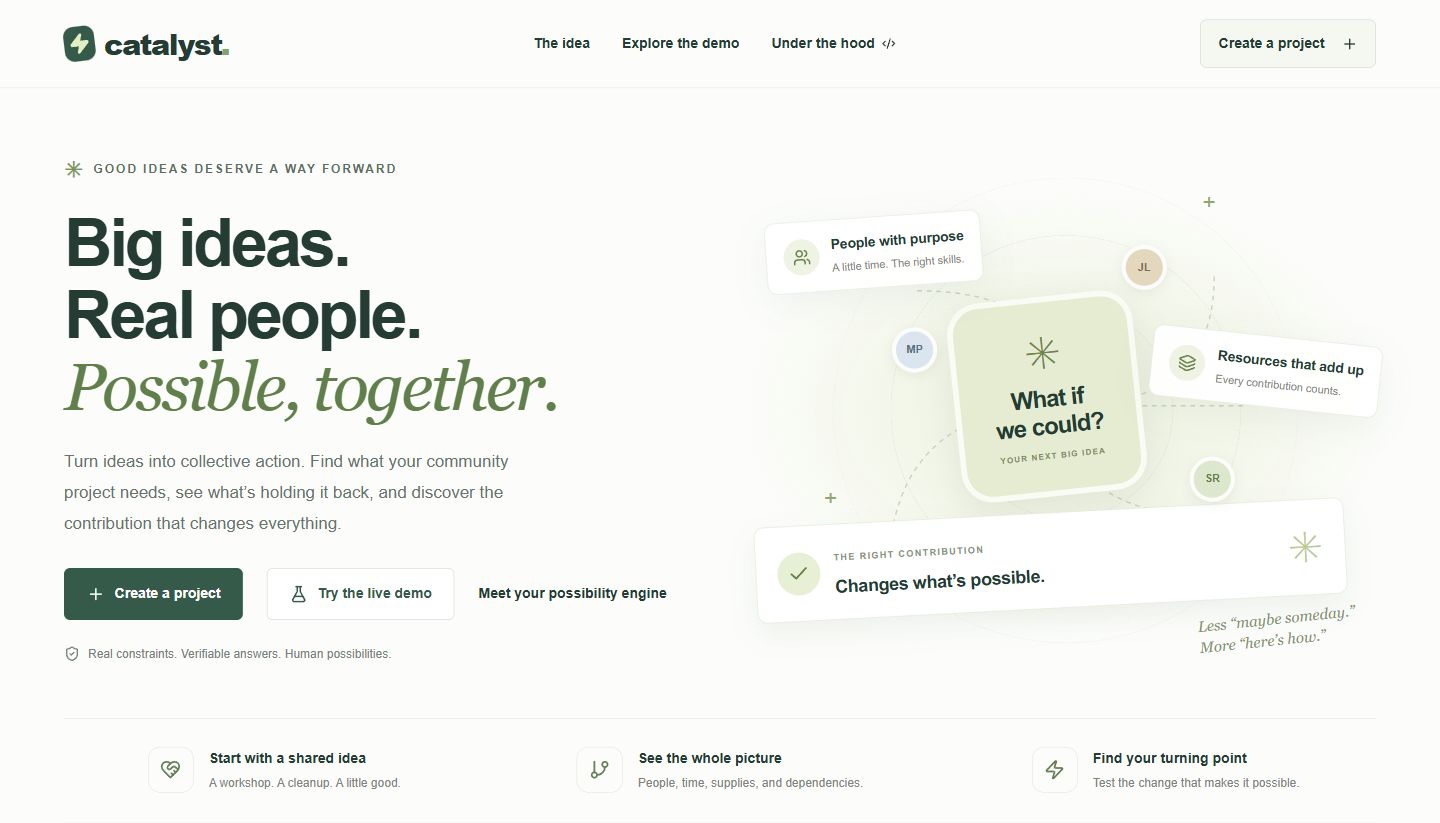 catalyst.
The idea
Explore the demo
Under the hood
Create a project
GOOD IDEAS DESERVE A WAY FORWARD
Big ideas.
Real people.
Possible, together.
Turn ideas into collective action. Find what your community
project needs, see what’s holding it back, and discover the
contribution that changes everything.
Create a project
Try the live demo
Meet your possibility engine
Real constraints. Verifiable answers. Human possibilities.
People with purpose
A little time. The right skills.
JL
MP
Resources that add up
Every contribution counts.
What if
we could?
YOUR NEXT BIG IDEA
SR
THE RIGHT CONTRIBUTION
Changes what’s possible.
Less “maybe someday.”
More “here’s how.”
Start with a shared idea
A workshop. A cleanup. A little good.
See the whole picture
People, time, supplies, and dependencies.
Find your turning point
Test the change that makes it possible.